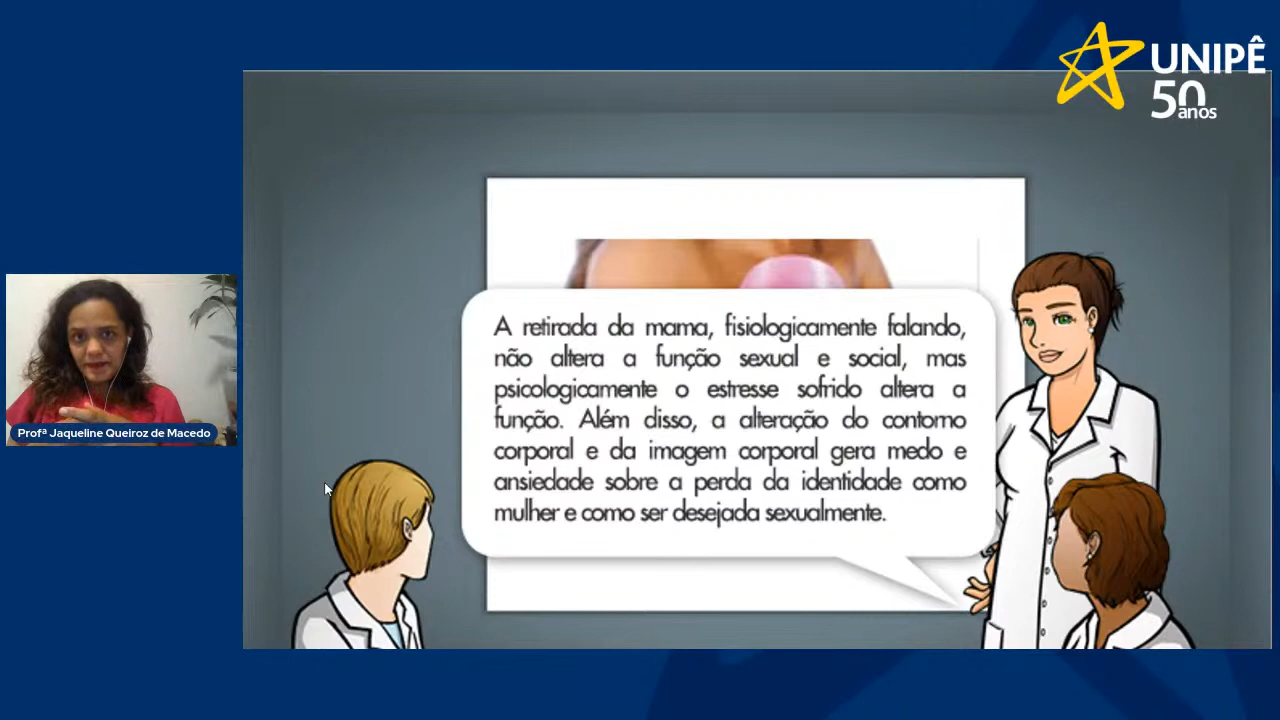 UNIPÊ
50
anos
A retirada da mama, fisiologicamente falando,
não altera a função sexual e social, mas
psicologicamente o estresse sofrido altera a
função. Além disso, a alteração do contorno
corporal e da imagem corporal gera medo e
ansiedade sobre a perda da identidade como
mulher e como ser desejada sexualmente.
Profª Jaqueline Queiroz de Macedo